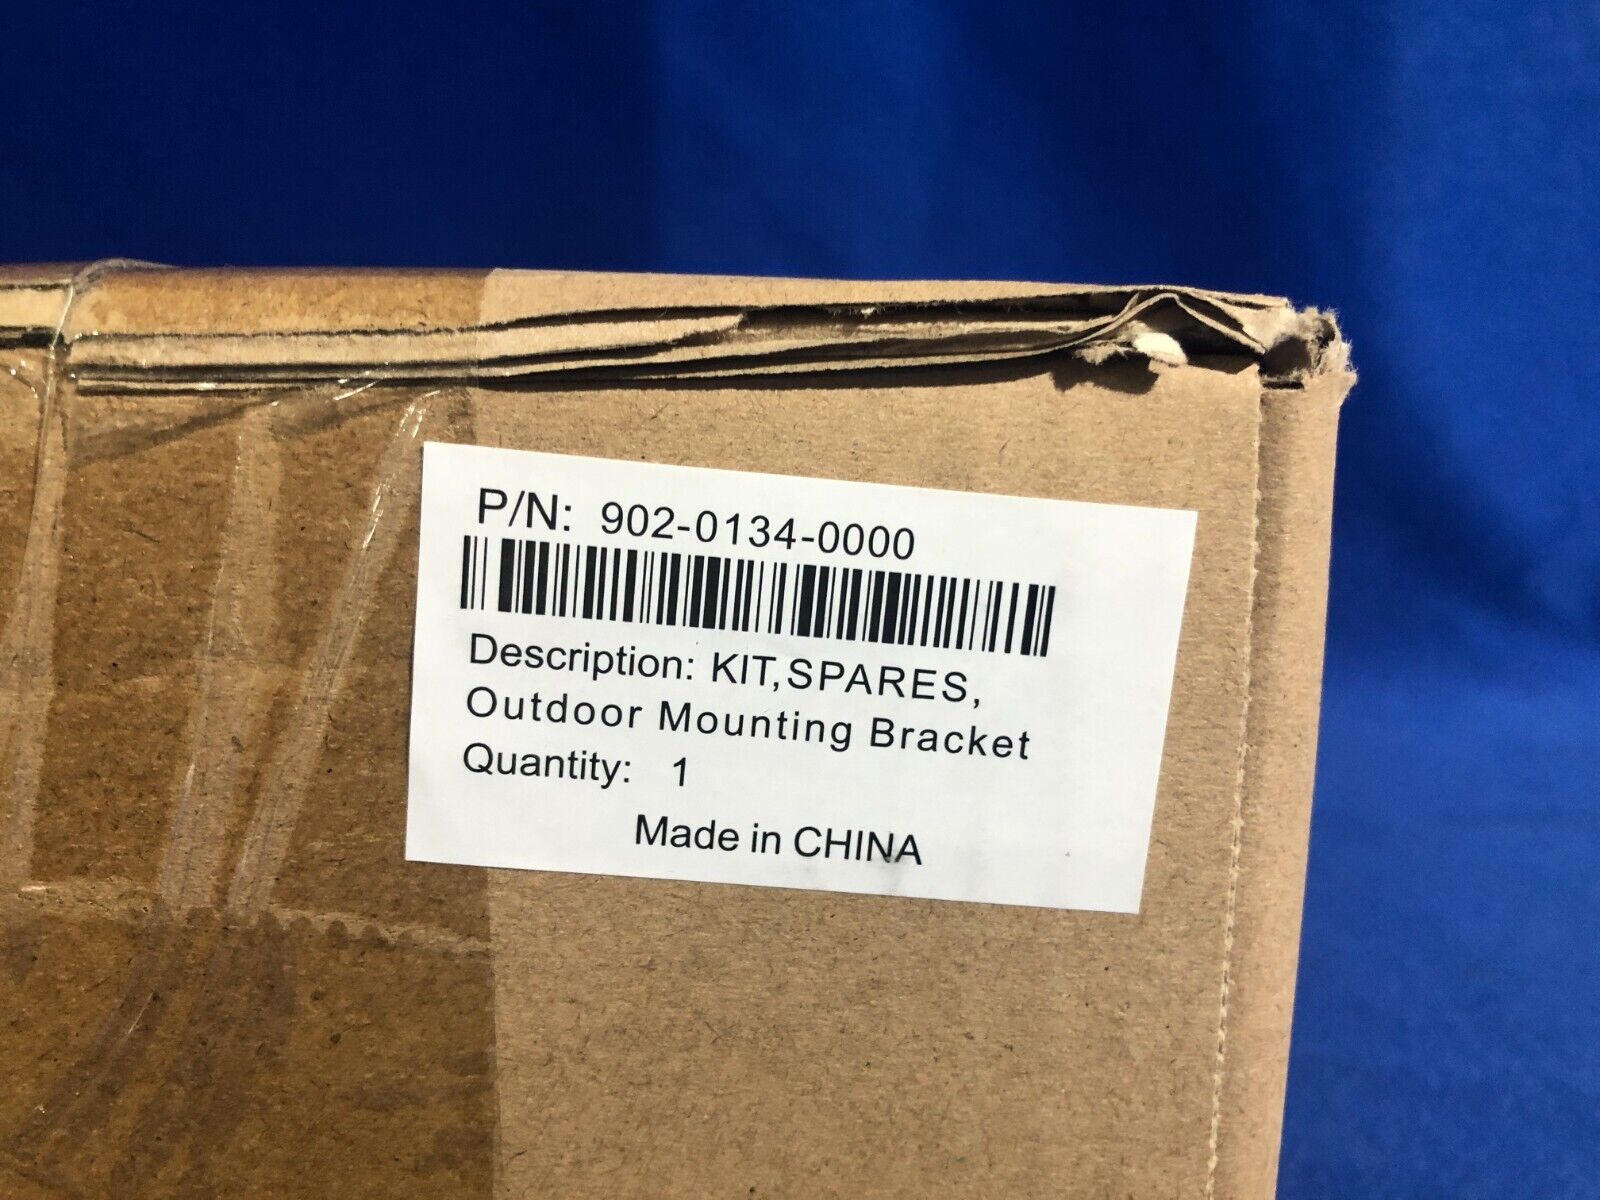 P/N: 902-0134-0000
Description: KIT,SPARES,
Outdoor Mounting Bracket
Quantity: 1
Made in CHINA